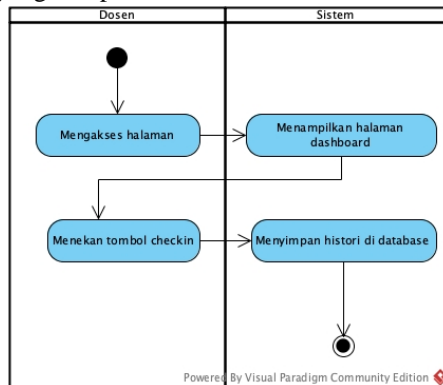 Dosen
Sistem
Mengakses halaman
Menampilkan halaman
dashboard
Menekan tombol checkin
Menyimpan histori di database
Powered By Visual Paradigm Community Edition